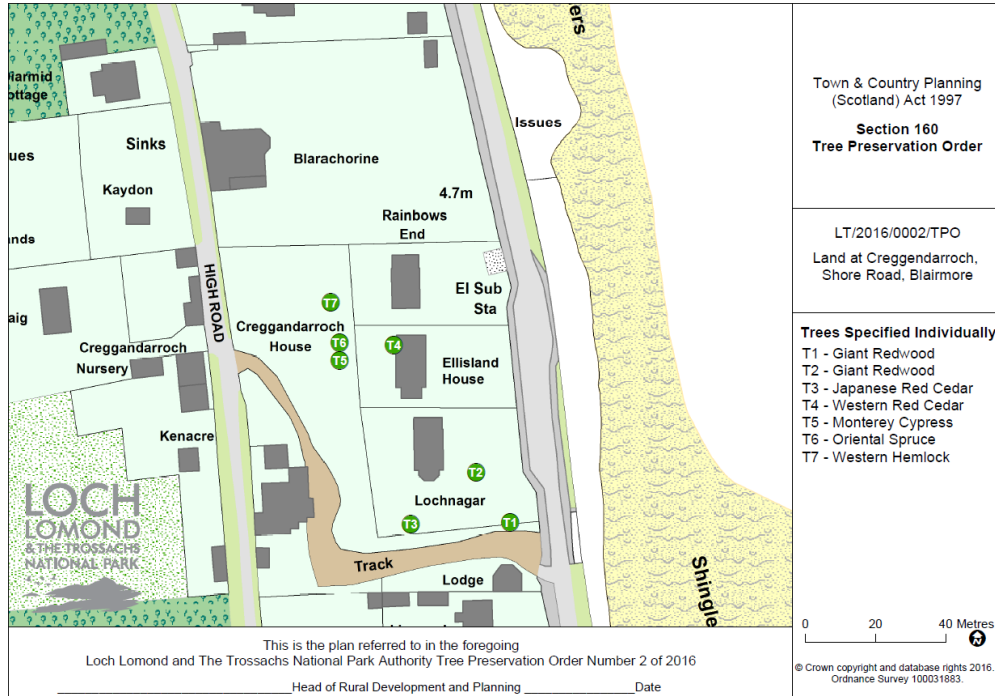 ers
iarmid
ottage
Issues
ues
Sinks
Blarachorine
Kaydon
4.7m
Rainbows
End
ands
HIGH ROAD
El Sub
Sta
T7
aig
Creggandarroch
House
T6
T5
T4
Creggandarroch
Nursery
Ellisland
House
Kenacre
T2
Lochnagar
T3
T1
LOCH
LOMOND
& THE TROSSACHS
NATIONAL PARK
Track
Lodge
Shingle
Town & Country Planning
(Scotland) Act 1997
Section 160
Tree Preservation Order
LT/2016/0002/TPO
Land at Creggendarroch,
Shore Road, Blairmore
Trees Specified Individually
T1 - Giant Redwood
T2 - Giant Redwood
T3 - Japanese Red Cedar
T4 - Western Red Cedar
T5 - Monterey Cypress
T6 - Oriental Spruce
T7 - Western Hemlock
0 20 40 Metres
© Crown copyright and database rights 2016.
Ordnance Survey 100031883.
This is the plan referred to in the foregoing
Loch Lomond and The Trossachs National Park Authority Tree Preservation Order Number 2 of 2016
Head of Rural Development and Planning Date